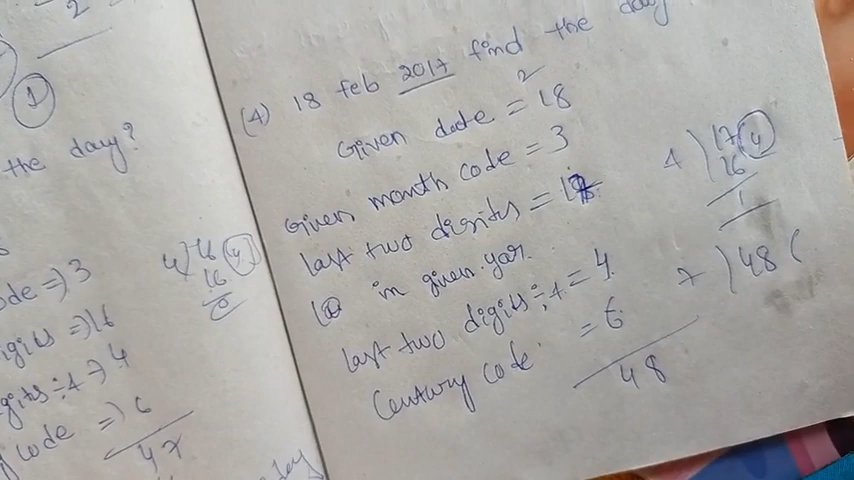 2
1
the day?
ode => 3
igits => 16
gits ÷ 4 => 4
code => 6
47
4) 16 (4
16
0
day
(4) 18 feb 2017 find the day
Given date = 18
Given month code = 3
last two digits = 17
in given yar.
last two digits ÷ 4 = 4
Century code = 6
48
4) 17 (4
16
1
7) 48 (